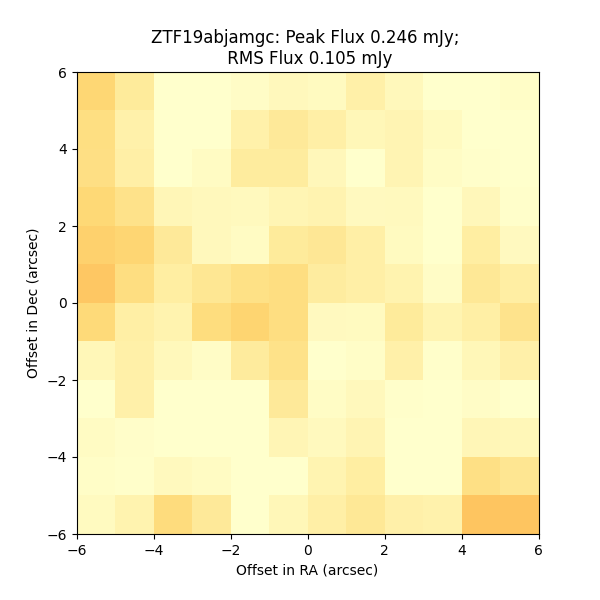 ZTF19abjamgc: Peak Flux 0.246 mJy;
RMS Flux 0.105 mJy
6
4
2
0
−2
−4
−6
Offset in Dec (arcsec)
−6 −4 −2 0 2 4 6
Offset in RA (arcsec)